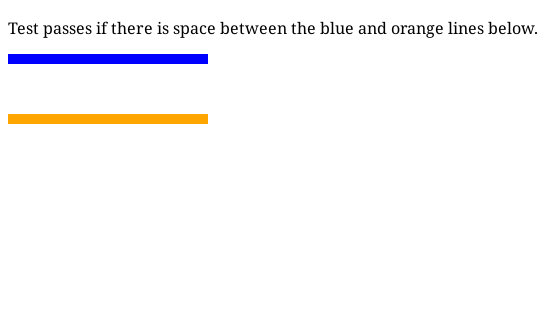 Test passes if there is space between the blue and orange lines below.